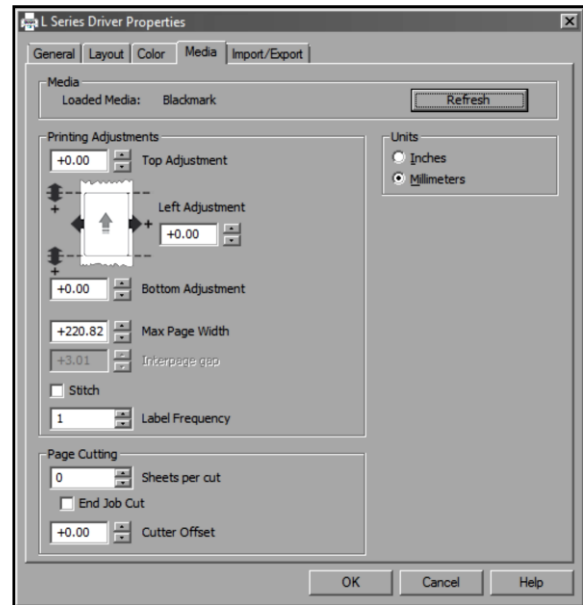 L Series Driver Properties
General Layout Color Media Import/Export
Media
Loaded Media: Blackmark Refresh
Printing Adjustments
+0.00 Top Adjustment
Left Adjustment
+
+
+0.00
+
+0.00 Bottom Adjustment
+220.82 Max Page Width
+3.01 Interpage gap
Stitch
1 Label Frequency
Units
Inches
Millimeters
Page Cutting
0 Sheets per cut
End Job Cut
+0.00 Cutter Offset
OK Cancel Help